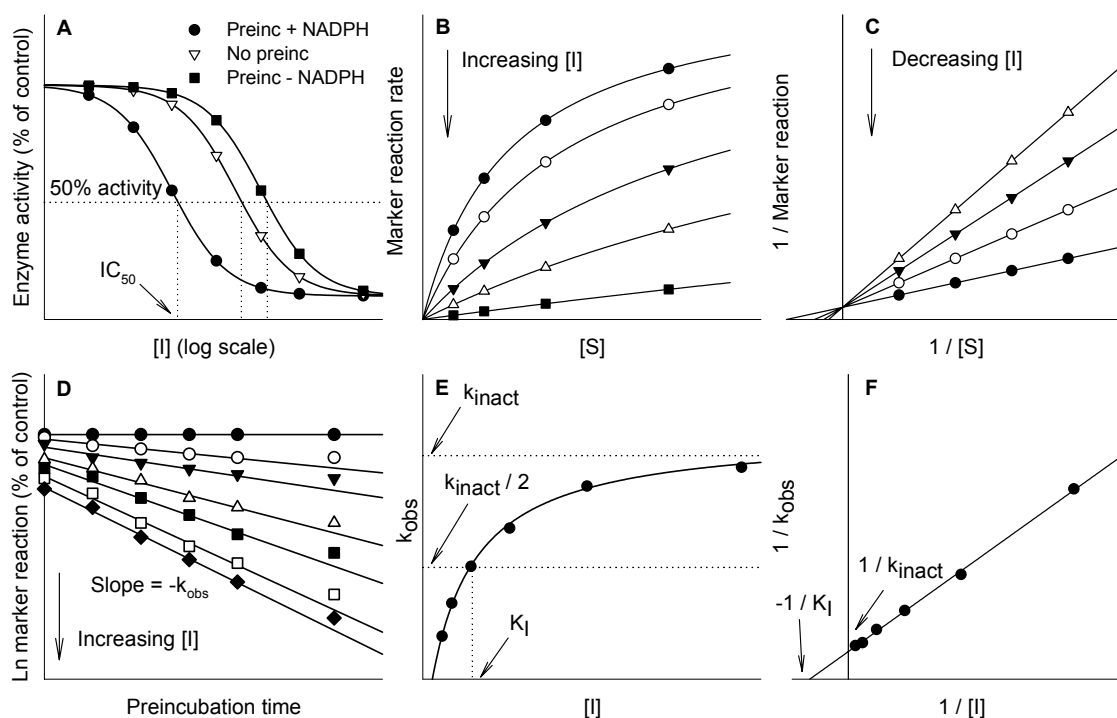 A
Preinc + NADPH
No preinc
Preinc - NADPH
Enzyme activity (% of control)
50% activity
IC50
[I] (log scale)
B
Increasing [I]
Marker reaction rate
[S]
C
Decreasing [I]
1 / Marker reaction
1 / [S]
D
Ln marker reaction (% of control)
Slope = -kobs
Increasing [I]
Preincubation time
E
kinact
kinact / 2
kobs
KI
[I]
F
1 / kobs
1 / kinact
-1 / KI
1 / [I]